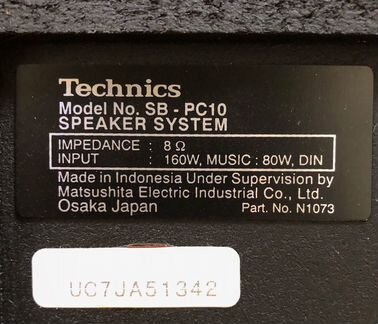 Technics
Model No. SB - PC10
SPEAKER SYSTEM
IMPEDANCE : 8 Ω
INPUT : 160W, MUSIC : 80W, DIN
Made in Indonesia Under Supervision by
Matsushita Electric Industrial Co., Ltd.
Osaka Japan Part. No. N1073
UC7JA51342